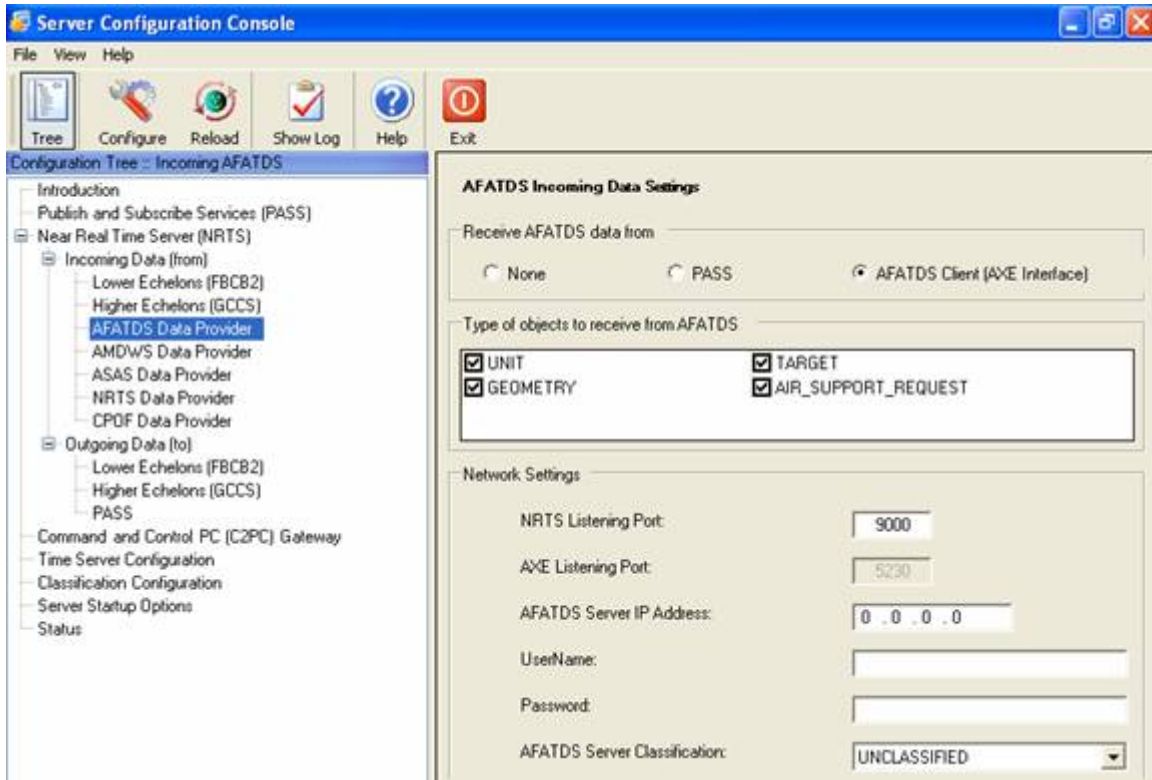 Server Configuration Console
File View Help
Tree Configure Reload Show Log Help Exit
Configuration Tree :: Incoming AFATDS
Introduction
Publish and Subscribe Services (PASS)
Near Real Time Server (NRTS)
Incoming Data (from)
Lower Echelons (FBCB2)
Higher Echelons (GCCS)
AFATDS Data Provider
AMDWS Data Provider
ASAS Data Provider
NRTS Data Provider
CPOF Data Provider
Outgoing Data (to)
Lower Echelons (FBCB2)
Higher Echelons (GCCS)
PASS
Command and Control PC (C2PC) Gateway
Time Server Configuration
Classification Configuration
Server Startup Options
Status
AFATDS Incoming Data Settings
Receive AFATDS data from
None PASS AFATDS Client (AXE Interface)
Type of objects to receive from AFATDS
UNIT TARGET
GEOMETRY AIR_SUPPORT_REQUEST
Network Settings
NRTS Listening Port: 9000
AXE Listening Port: 5230
AFATDS Server IP Address: 0 .0 .0 .0
UserName:
Password:
AFATDS Server Classification: UNCLASSIFIED